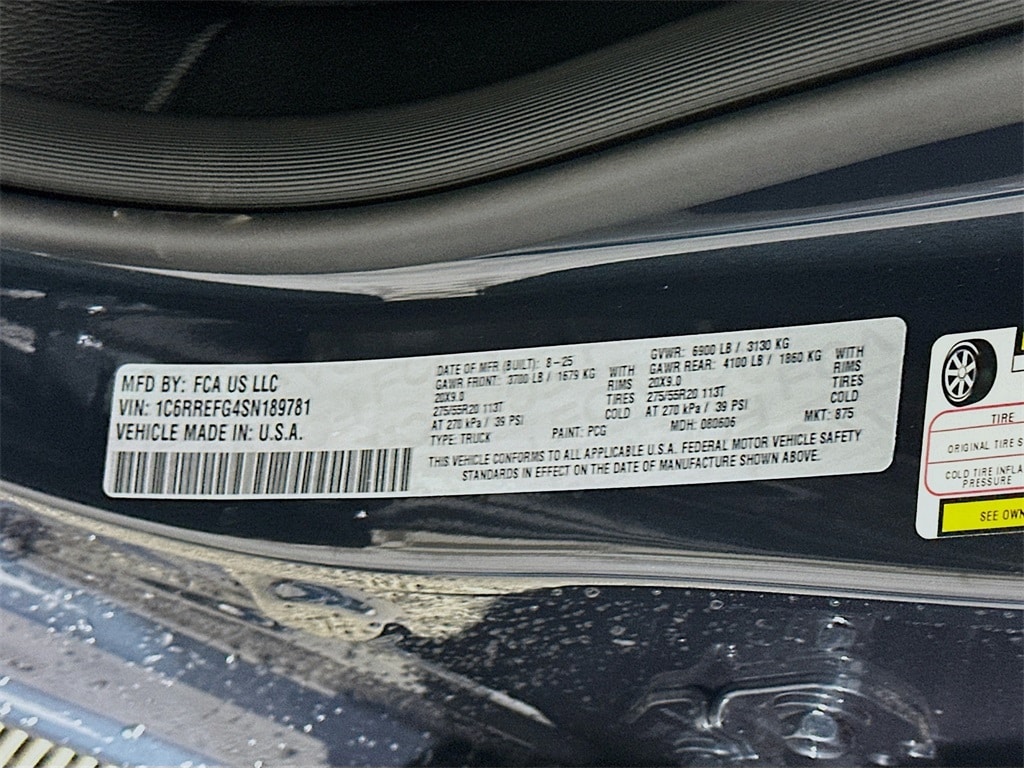 MFD BY: FCA US LLC
VIN: 1C6RREFG4SN189781
VEHICLE MADE IN: U.S.A.
DATE OF MFR (BUILT): 8-25
GAWR FRONT: 3700 LB / 1679 KG WITH
20X9.0 RIMS
275/55R20 113T TIRES
AT 270 kPa / 39 PSI COLD
TYPE: TRUCK PAINT: PCG
GVWR: 6900 LB / 3130 KG
GAWR REAR: 4100 LB / 1860 KG WITH
20X9.0 RIMS
275/55R20 113T TIRES
AT 270 kPa / 39 PSI COLD
MDH: 080606 MKT: 875
THIS VEHICLE CONFORMS TO ALL APPLICABLE U.S.A. FEDERAL MOTOR VEHICLE SAFETY
STANDARDS IN EFFECT ON THE DATE OF MANUFACTURE SHOWN ABOVE.
TIRE
ORIGINAL TIRE S
COLD TIRE INFLA
PRESSURE
SEE OWN